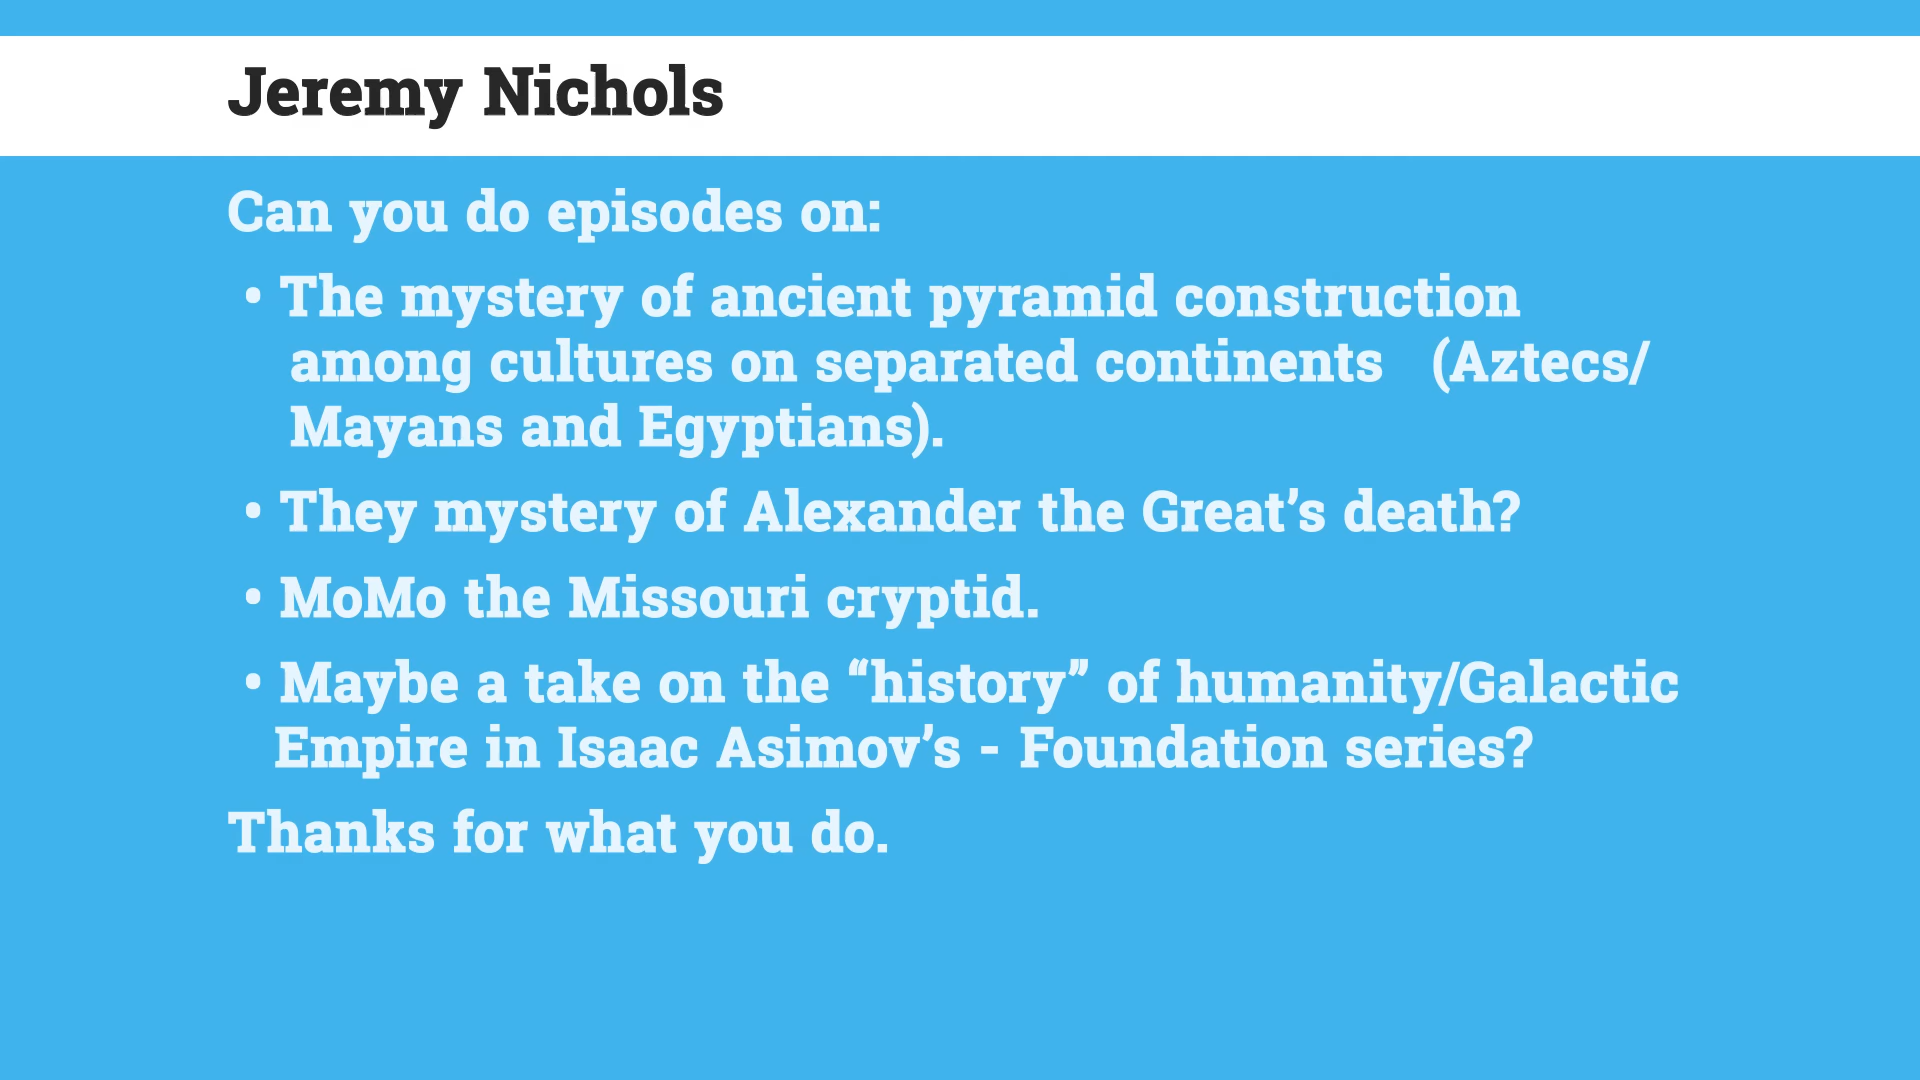 Jeremy Nichols
Can you do episodes on:
• The mystery of ancient pyramid construction
among cultures on separated continents (Aztecs/
Mayans and Egyptians).
• They mystery of Alexander the Great’s death?
• MoMo the Missouri cryptid.
• Maybe a take on the “history” of humanity/Galactic
Empire in Isaac Asimov’s - Foundation series?
Thanks for what you do.